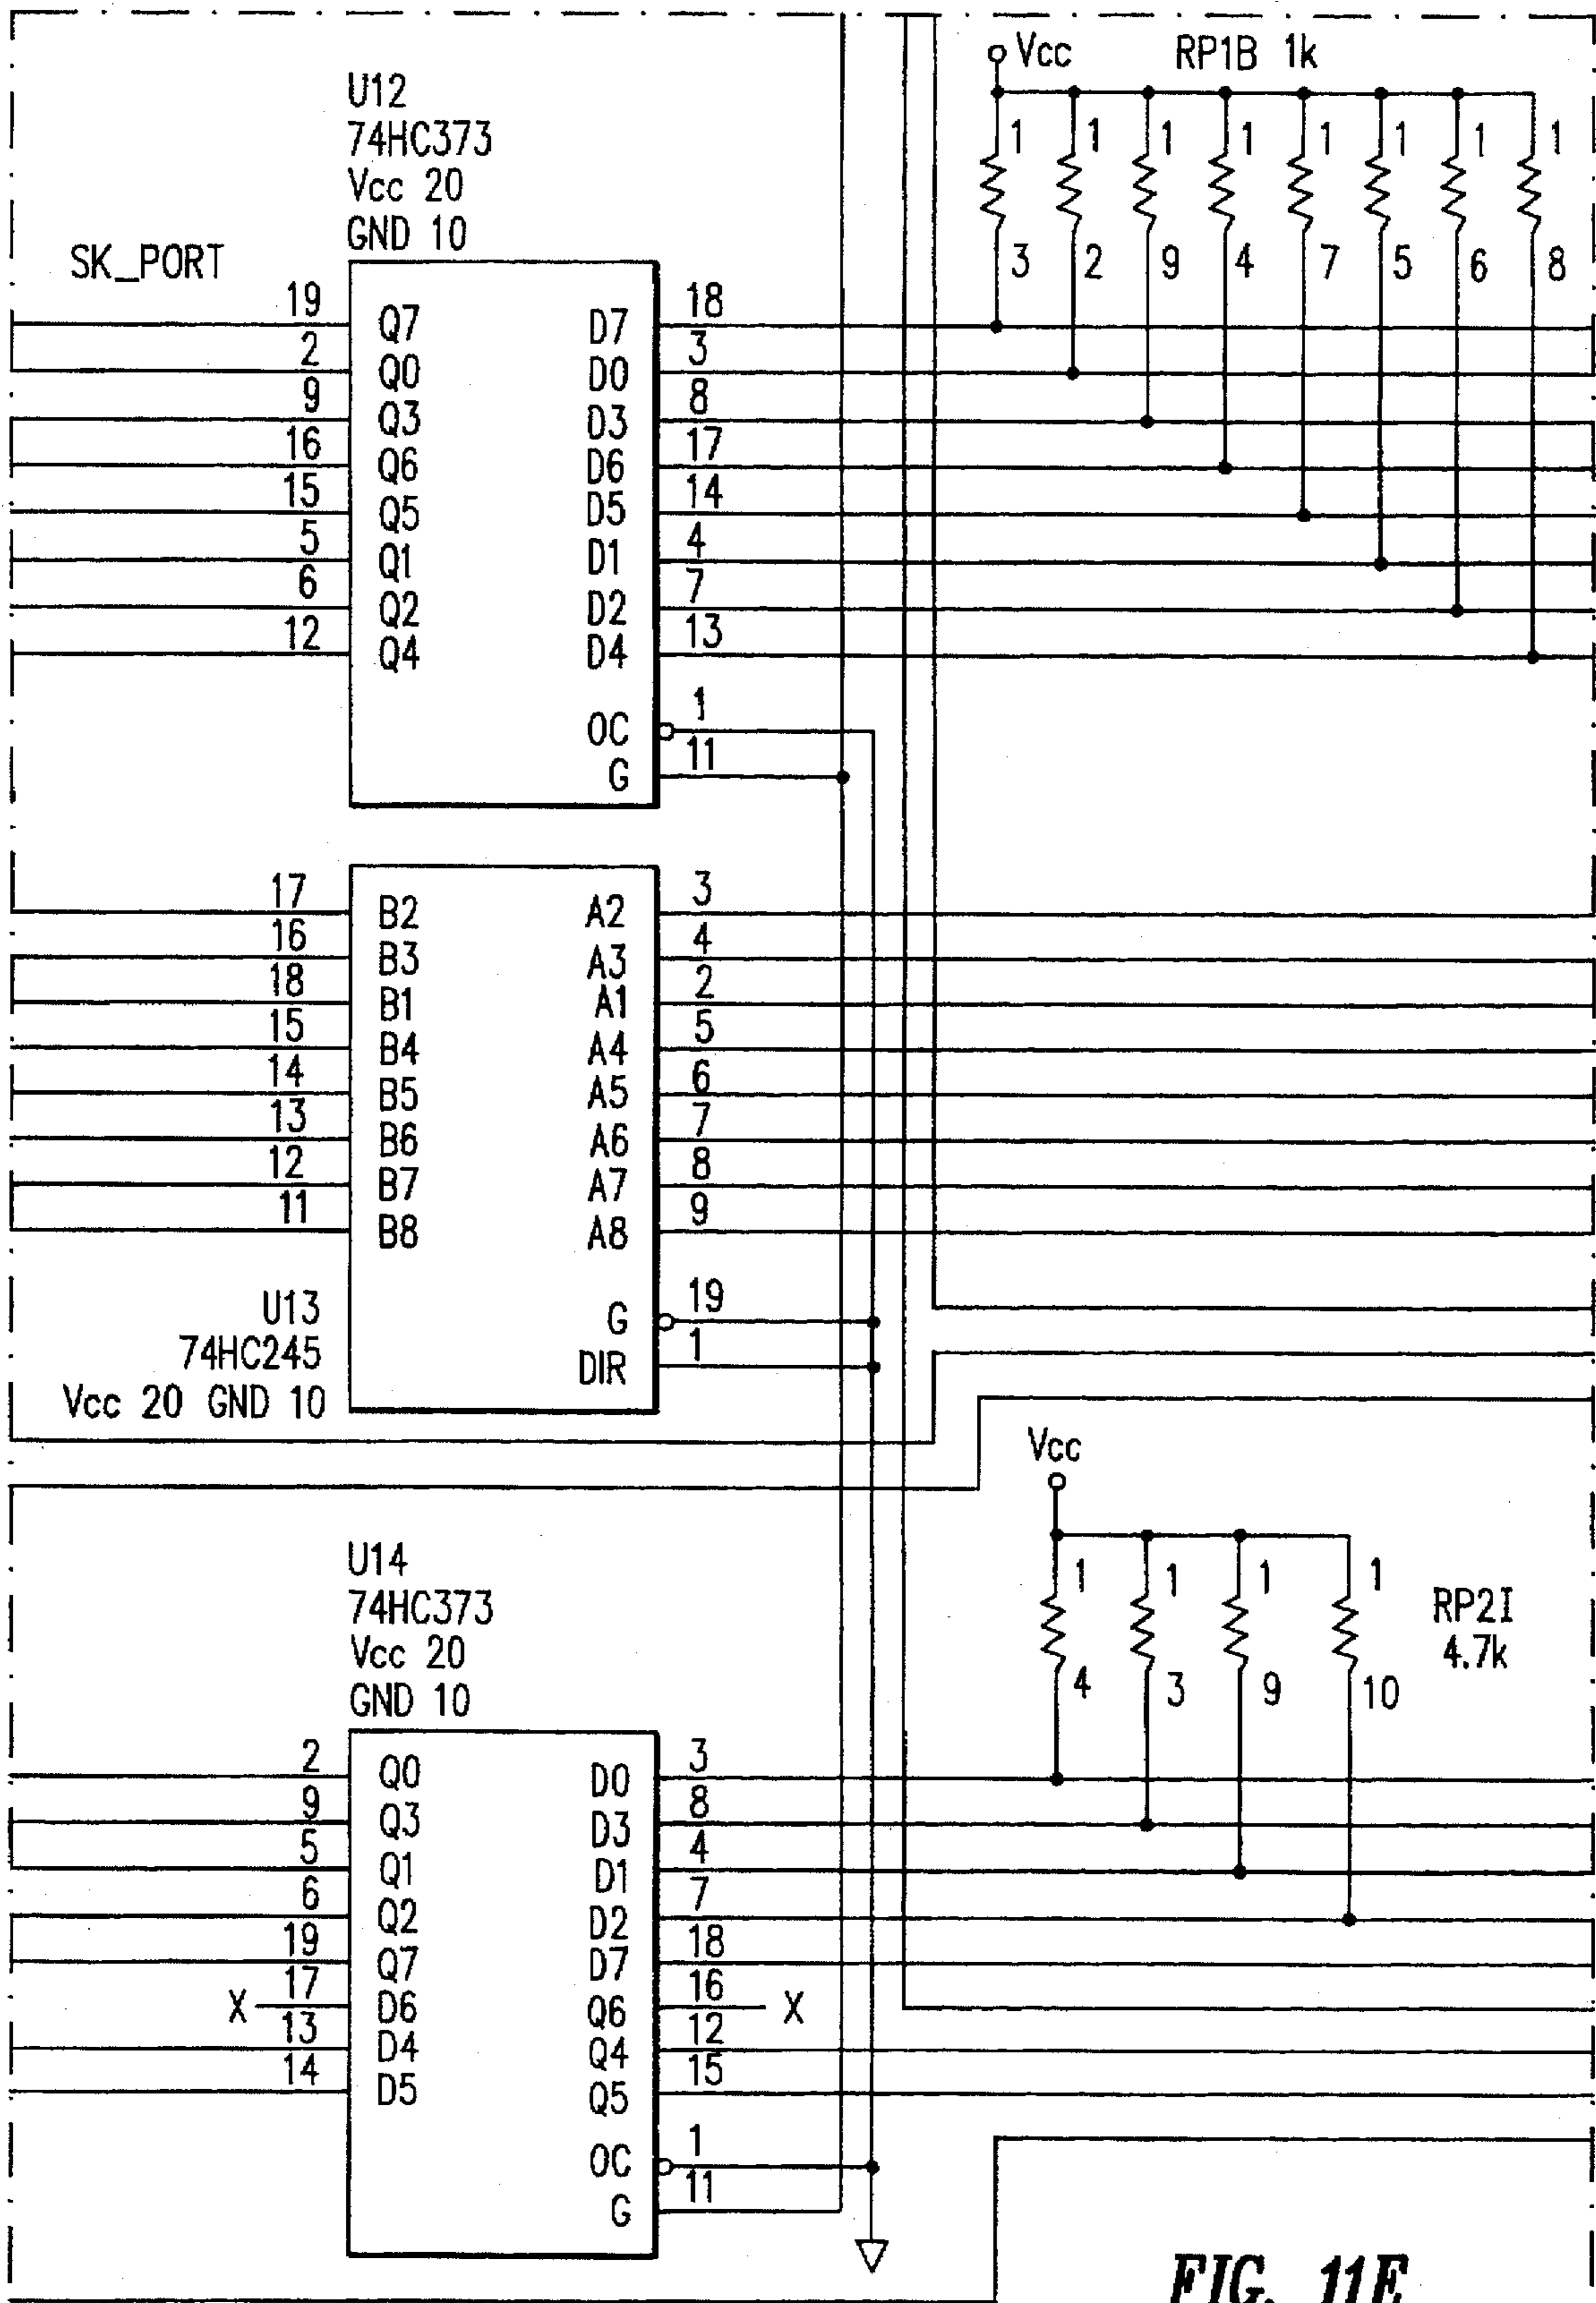 Vcc RP1B 1k
1 1 1 1 1 1 1 1
3 2 9 4 7 5 6 8
U12
74HC373
Vcc 20
GND 10
SK_PORT
19 Q7 D7 18
2 Q0 D0 3
9 Q3 D3 8
16 Q6 D6 17
15 Q5 D5 14
5 Q1 D1 4
6 Q2 D2 7
12 Q4 D4 13
OC 1
G 11
17 B2 A2 3
16 B3 A3 4
18 B1 A1 2
15 B4 A4 5
14 B5 A5 6
13 B6 A6 7
12 B7 A7 8
11 B8 A8 9
U13
74HC245
Vcc 20 GND 10
G 19
DIR 1
Vcc
1 1 1 1
RP2I
4.7k
4 3 9 10
U14
74HC373
Vcc 20
GND 10
2 Q0 D0 3
9 Q3 D3 8
5 Q1 D1 4
6 Q2 D2 7
19 Q7 D7 18
X 17 D6 Q6 16 X
13 D4 Q4 12
14 D5 Q5 15
OC 1
G 11
FIG. 11E